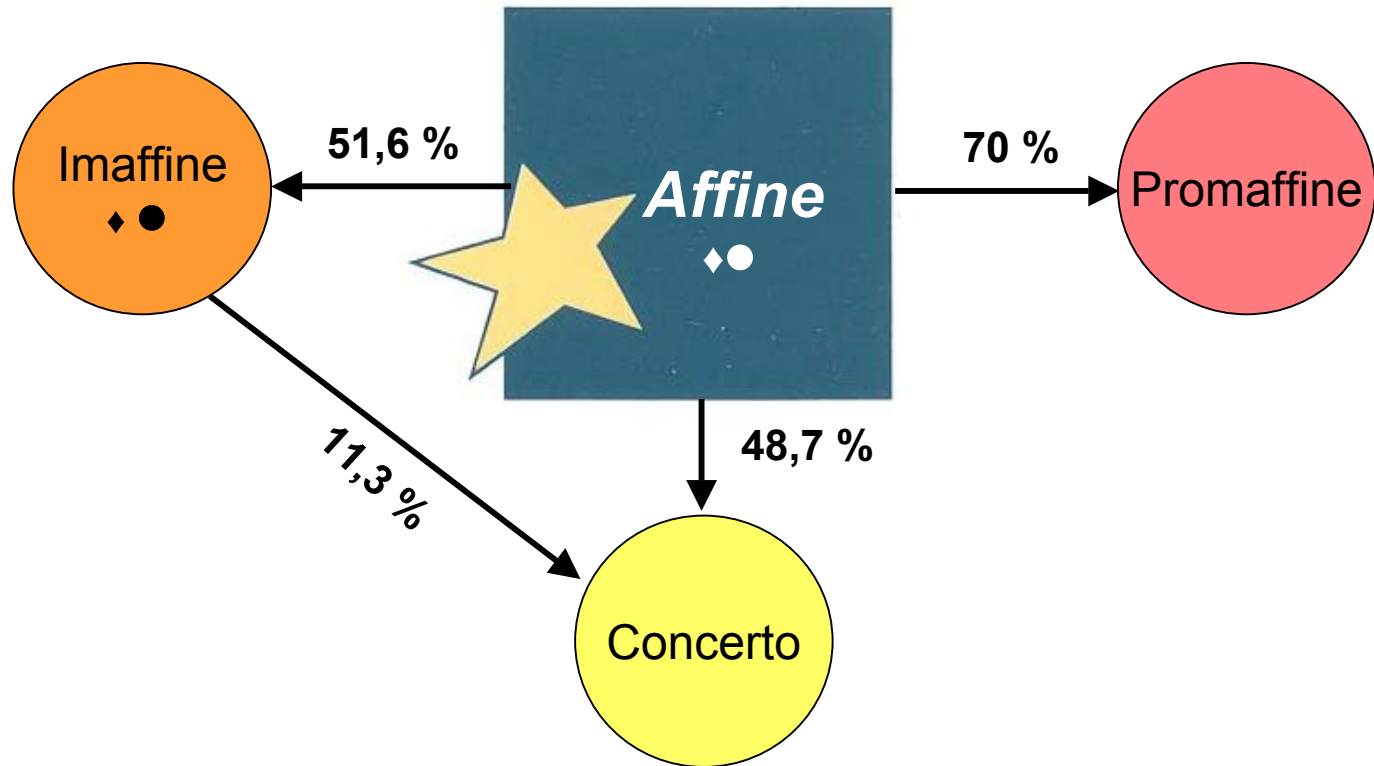 51,6 %
70 %
Imaffine
♦ ●
Affine
♦●
Promaffine
11,3 %
48,7 %
Concerto